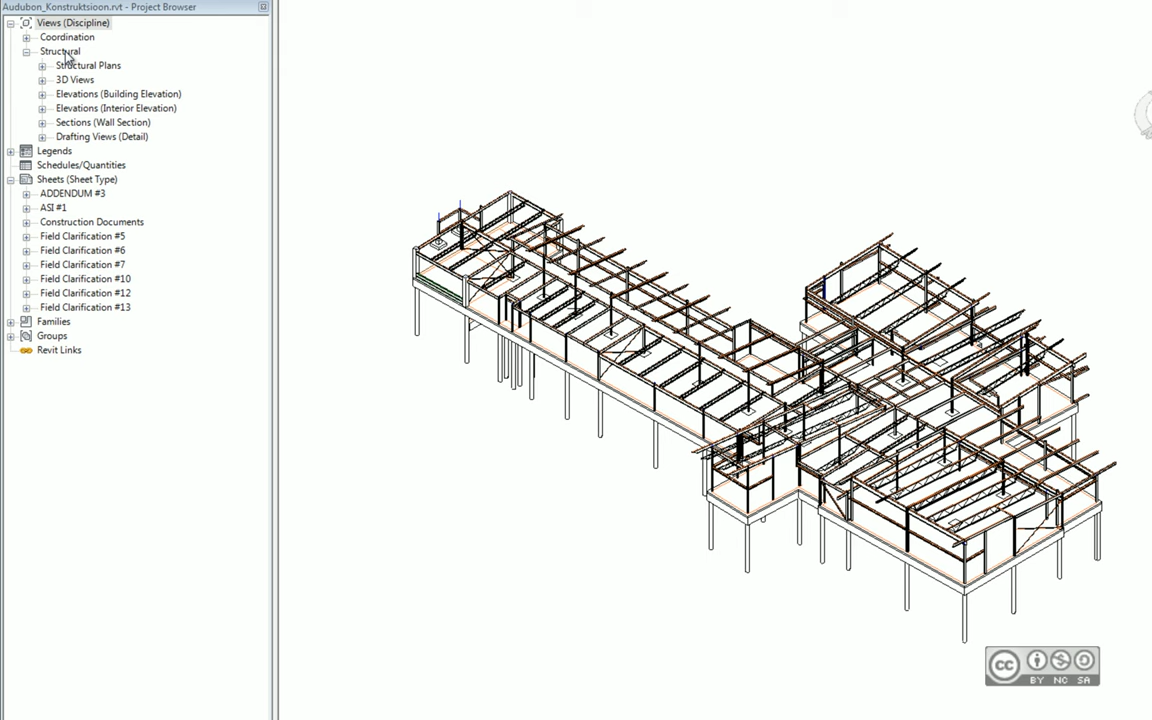 Audubon_Konstruktsioon.rvt - Project Browser
Views (Discipline)
Coordination
Structural
Structural Plans
3D Views
Elevations (Building Elevation)
Elevations (Interior Elevation)
Sections (Wall Section)
Drafting Views (Detail)
Legends
Schedules/Quantities
Sheets (Sheet Type)
ADDENDUM #3
ASI #1
Construction Documents
Field Clarification #5
Field Clarification #6
Field Clarification #7
Field Clarification #10
Field Clarification #12
Field Clarification #13
Families
Groups
Revit Links
cc
BY NC SA